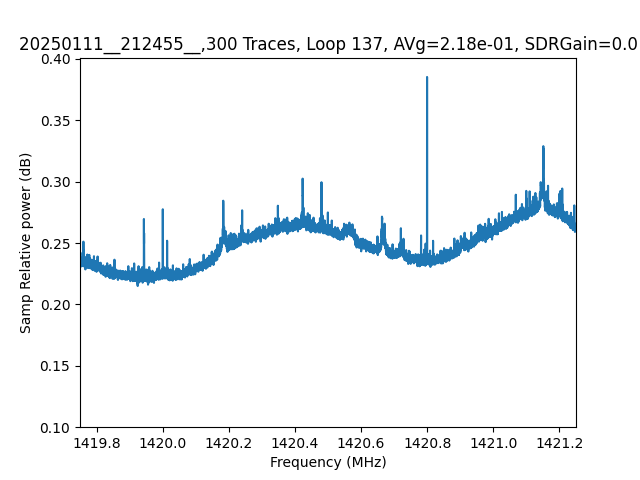 20250111__212455__,300 Traces, Loop 137, AVg=2.18e-01, SDRGain=0.0
0.40
0.35
0.30
0.25
0.20
0.15
0.10
Samp Relative power (dB)
1419.8 1420.0 1420.2 1420.4 1420.6 1420.8 1421.0 1421.2
Frequency (MHz)